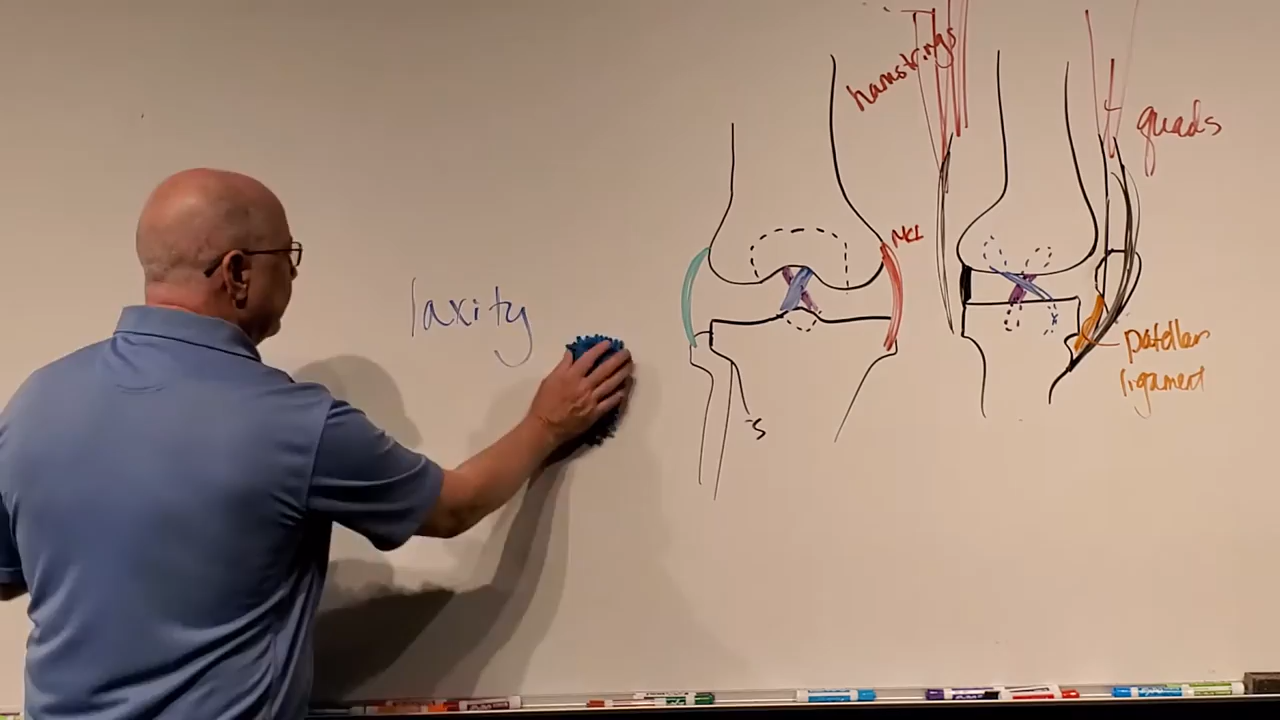 hamstrings
quads
MCL
laxity
patellar
ligament